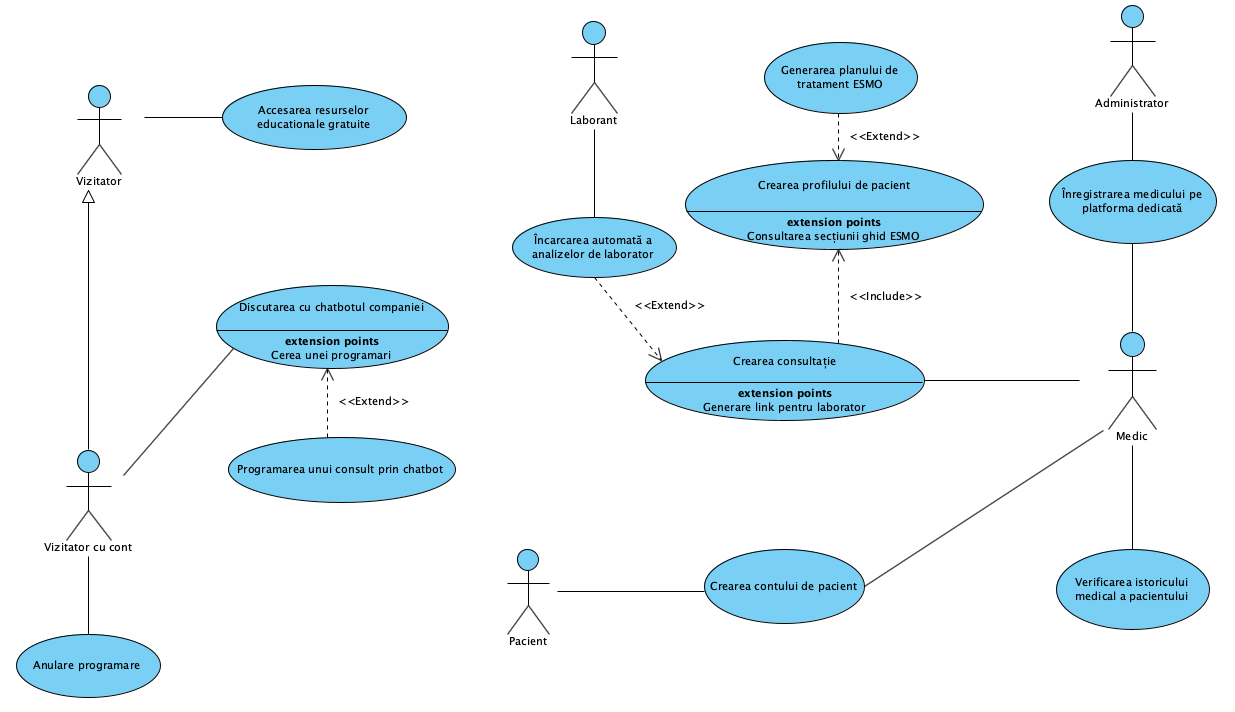 Vizitator
Accesarea resurselor
educationale gratuite
Discutarea cu chatbotul companiei
extension points
Cerea unei programari
<<Extend>>
Programarea unui consult prin chatbot
Vizitator cu cont
Anulare programare
Laborant
Încarcarea automată a
analizelor de laborator
<<Extend>>
Generarea planului de
tratament ESMO
<<Extend>>
Crearea profilului de pacient
extension points
Consultarea secțiunii ghid ESMO
<<Include>>
Crearea consultație
extension points
Generare link pentru laborator
Administrator
Înregistrarea medicului pe
platforma dedicată
Medic
Pacient
Crearea contului de pacient
Verificarea istoricului
medical a pacientului